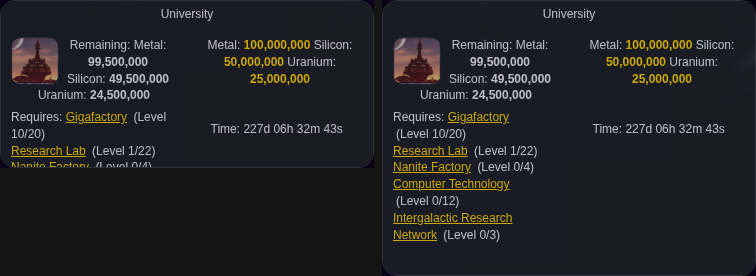 University
Remaining: Metal:
99,500,000
Silicon: 49,500,000
Uranium: 24,500,000
Metal: 100,000,000 Silicon:
50,000,000 Uranium:
25,000,000
Requires: Gigafactory (Level
10/20)
Research Lab (Level 1/22)
Nanite Factory (Level 0/4)
Time: 227d 06h 32m 43s
University
Remaining: Metal:
99,500,000
Silicon: 49,500,000
Uranium: 24,500,000
Metal: 100,000,000 Silicon:
50,000,000 Uranium:
25,000,000
Requires: Gigafactory
(Level 10/20)
Research Lab (Level 1/22)
Nanite Factory (Level 0/4)
Computer Technology
(Level 0/12)
Intergalactic Research
Network (Level 0/3)
Time: 227d 06h 32m 43s